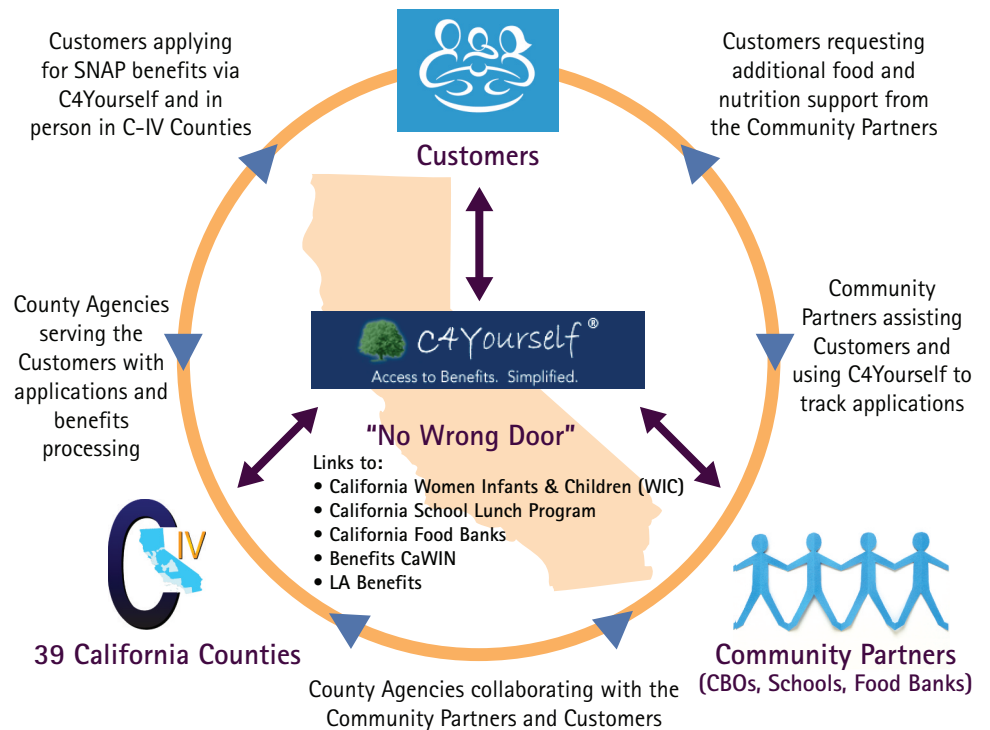 Customers applying
for SNAP benefits via
C4Yourself and in
person in C-IV Counties
Customers
Customers requesting
additional food and
nutrition support from
the Community Partners
County Agencies
serving the
Customers with
applications and
benefits
processing
C4Yourself®
Access to Benefits. Simplified.
Community
Partners assisting
Customers and
using C4Yourself to
track applications
"No Wrong Door"
Links to:
• California Women Infants & Children (WIC)
• California School Lunch Program
• California Food Banks
• Benefits CaWIN
• LA Benefits
C IV
39 California Counties
Community Partners
(CBOs, Schools, Food Banks)
County Agencies collaborating with the
Community Partners and Customers